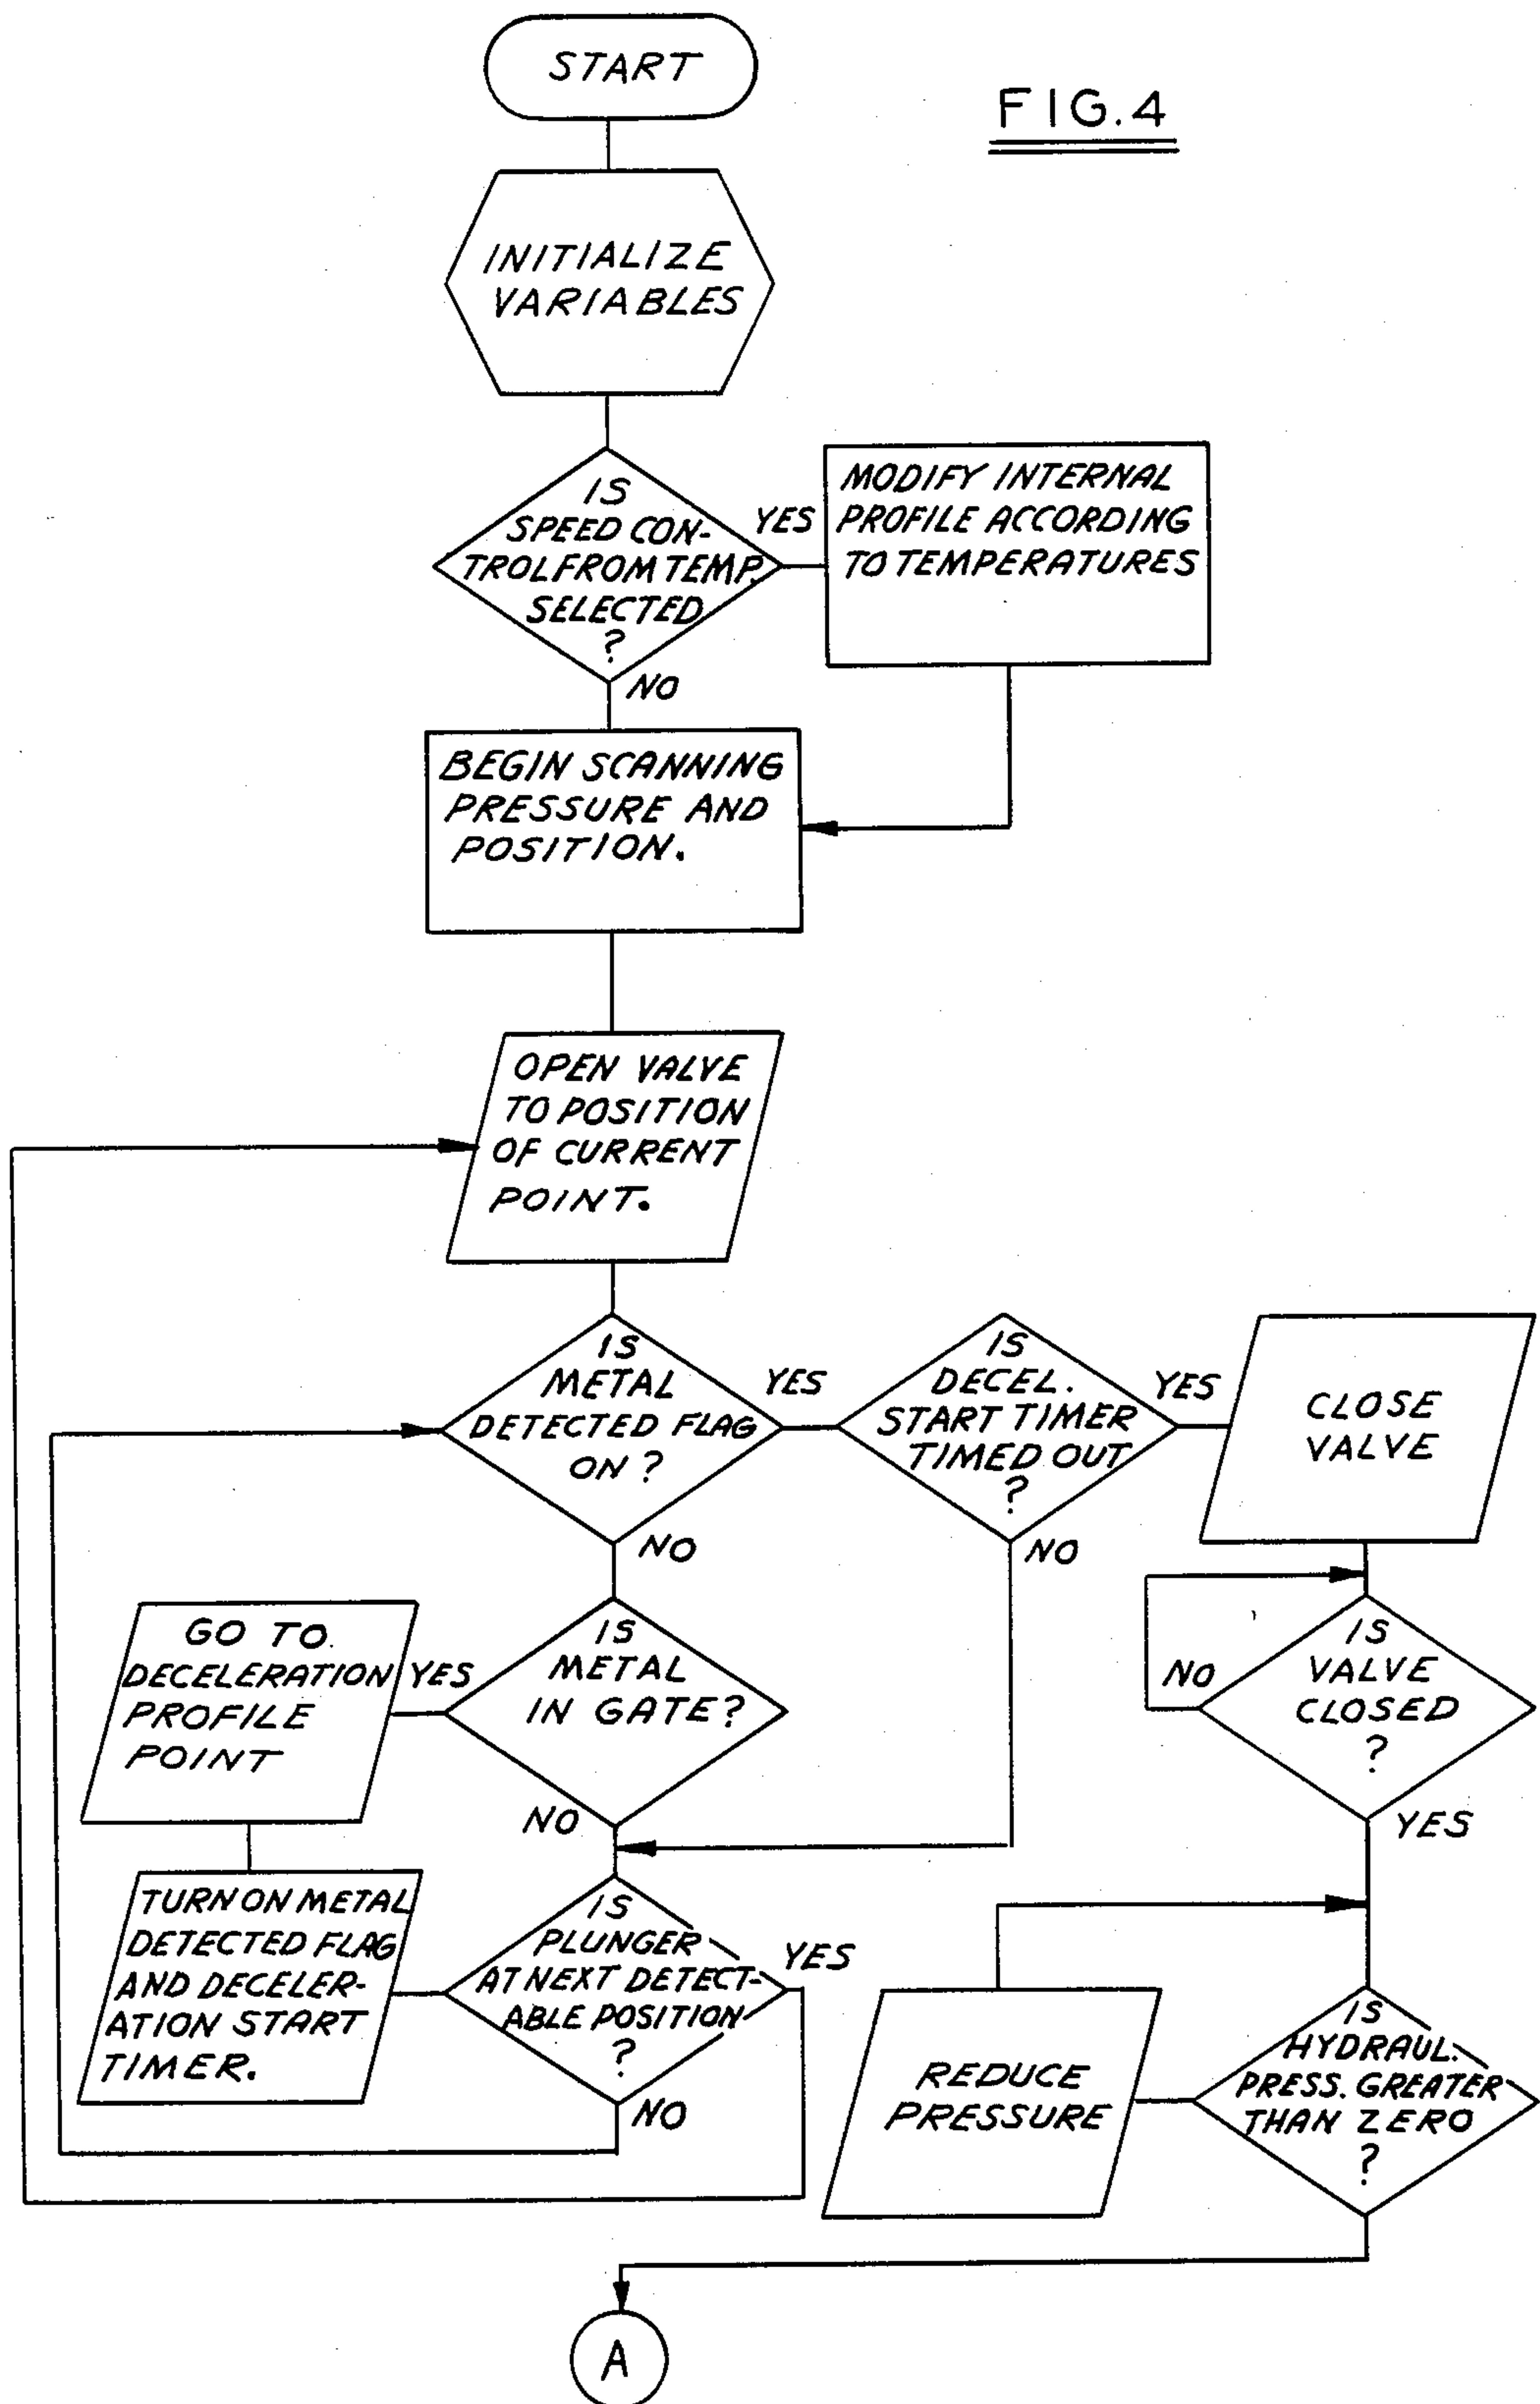 START
FIG.4
INITIALIZE
VARIABLES
IS
SPEED CON-
TROL FROM TEMP.
SELECTED
?
YES
NO
MODIFY INTERNAL
PROFILE ACCORDING
TO TEMPERATURES
BEGIN SCANNING
PRESSURE AND
POSITION.
OPEN VALVE
TO POSITION
OF CURRENT
POINT.
IS
METAL
DETECTED FLAG
ON?
YES
NO
IS
DECEL.
START TIMER
TIMED OUT
?
YES
NO
CLOSE
VALVE
IS
METAL
IN GATE?
YES
NO
GO TO
DECELERATION
PROFILE
POINT
IS
VALVE
CLOSED
?
NO
YES
TURN ON METAL
DETECTED FLAG
AND DECELER-
ATION START
TIMER.
IS
PLUNGER
AT NEXT DETECT-
ABLE POSITION
?
YES
NO
REDUCE
PRESSURE
IS
HYDRAUL.
PRESS. GREATER
THAN ZERO
?
A